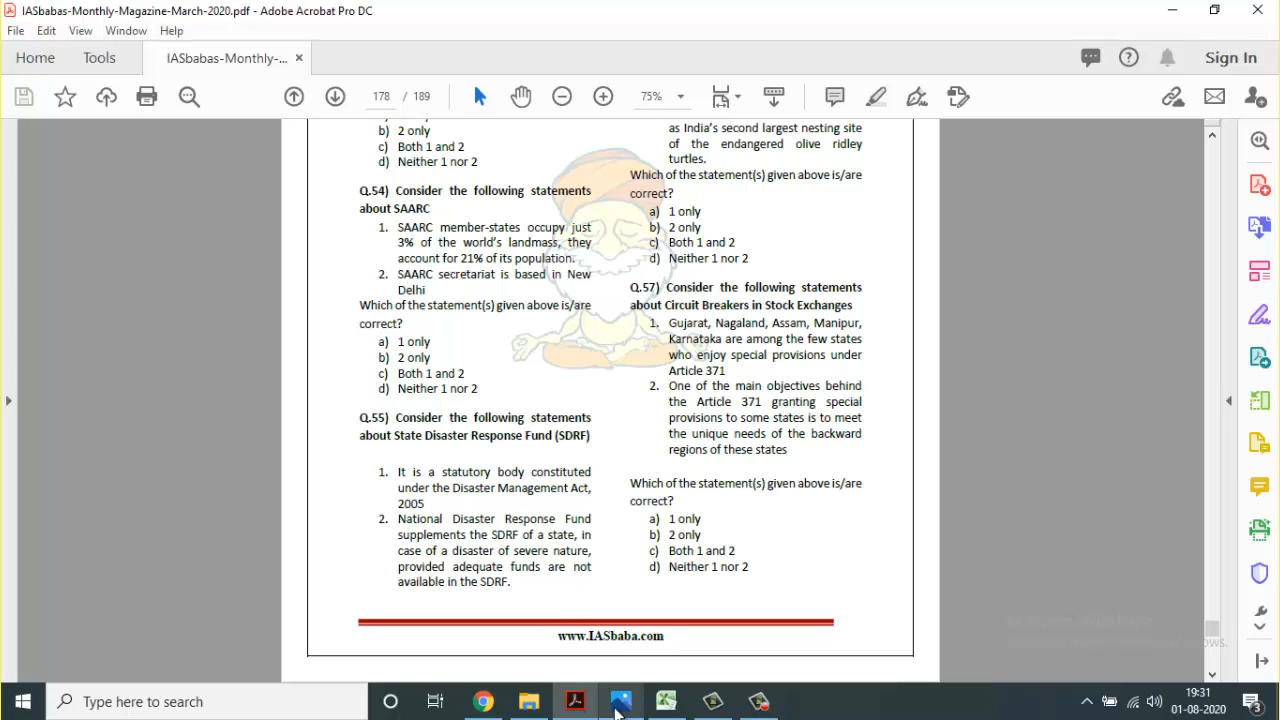 IASbabas-Monthly-Magazine-March-2020.pdf - Adobe Acrobat Pro DC
File Edit View Window Help
Home Tools IASbabas-Monthly-... × Sign In
178 / 189 75%
b) 2 only
c) Both 1 and 2
d) Neither 1 nor 2
Q.54) Consider the following statements
about SAARC
1. SAARC member-states occupy just
3% of the world's landmass, they
account for 21% of its population.
2. SAARC secretariat is based in New
Delhi
Which of the statement(s) given above is/are
correct?
a) 1 only
b) 2 only
c) Both 1 and 2
d) Neither 1 nor 2
Q.55) Consider the following statements
about State Disaster Response Fund (SDRF)
1. It is a statutory body constituted
under the Disaster Management Act,
2005
2. National Disaster Response Fund
supplements the SDRF of a state, in
case of a disaster of severe nature,
provided adequate funds are not
available in the SDRF.
as India's second largest nesting site
of the endangered olive ridley
turtles.
Which of the statement(s) given above is/are
correct?
a) 1 only
b) 2 only
c) Both 1 and 2
d) Neither 1 nor 2
Q.57) Consider the following statements
about Circuit Breakers in Stock Exchanges
1. Gujarat, Nagaland, Assam, Manipur,
Karnataka are among the few states
who enjoy special provisions under
Article 371
2. One of the main objectives behind
the Article 371 granting special
provisions to some states is to meet
the unique needs of the backward
regions of these states
Which of the statement(s) given above is/are
correct?
a) 1 only
b) 2 only
c) Both 1 and 2
d) Neither 1 nor 2
www.IASbaba.com
Type here to search
19:31
01-08-2020
3